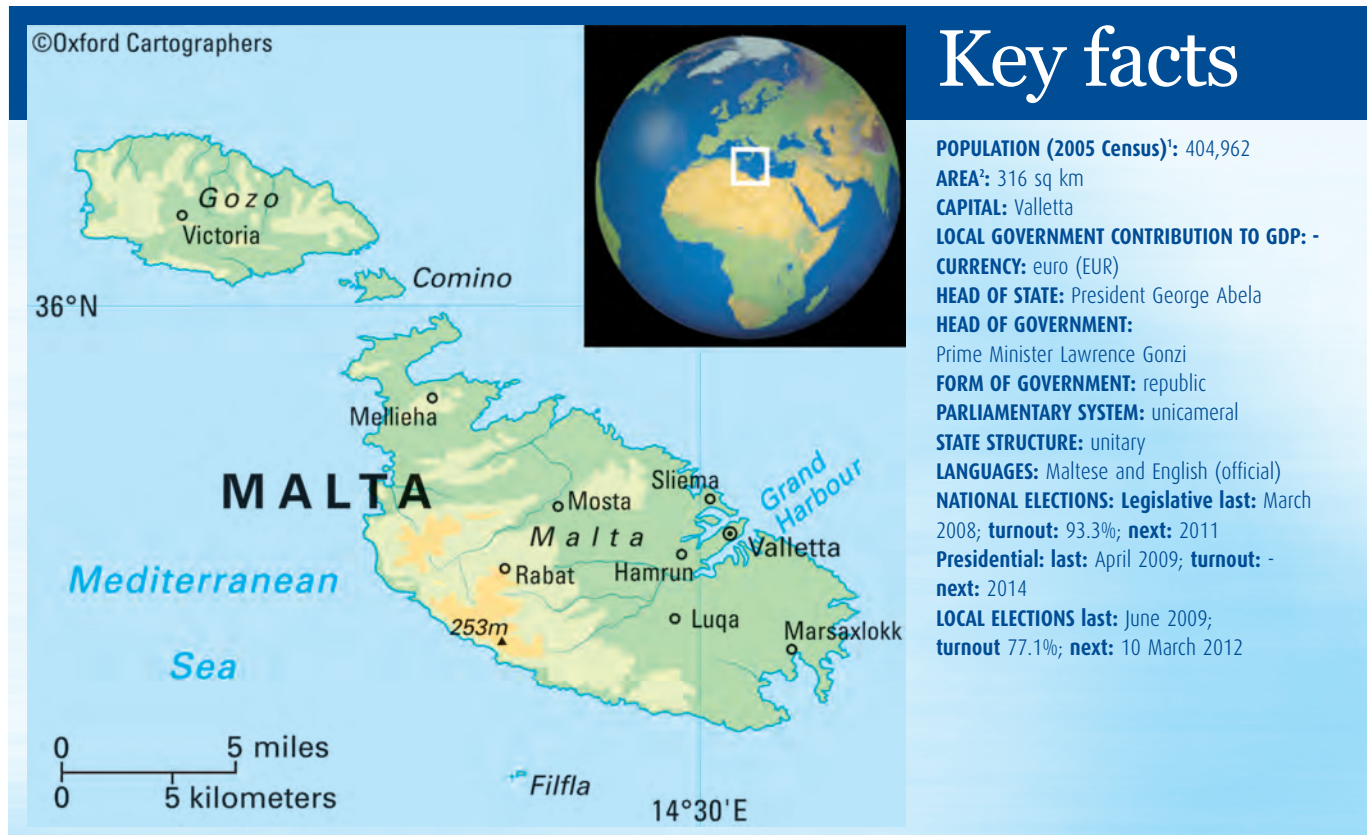 ©Oxford Cartographers
Gozo
Victoria
Comino
36°N
Mellieha
MALTA
Sliema
Grand
Harbour
Mosta
Malta
Valletta
Mediterranean
Rabat
Hamrun
253m
Luqa
Marsaxlokk
Sea
0 5 miles
0 5 kilometers
Filfla
14°30'E
Key facts
POPULATION (2005 Census)¹: 404,962
AREA²: 316 sq km
CAPITAL: Valletta
LOCAL GOVERNMENT CONTRIBUTION TO GDP: -
CURRENCY: euro (EUR)
HEAD OF STATE: President George Abela
HEAD OF GOVERNMENT:
Prime Minister Lawrence Gonzi
FORM OF GOVERNMENT: republic
PARLIAMENTARY SYSTEM: unicameral
STATE STRUCTURE: unitary
LANGUAGES: Maltese and English (official)
NATIONAL ELECTIONS: Legislative last: March
2008; turnout: 93.3%; next: 2011
Presidential: last: April 2009; turnout: -
next: 2014
LOCAL ELECTIONS last: June 2009;
turnout 77.1%; next: 10 March 2012